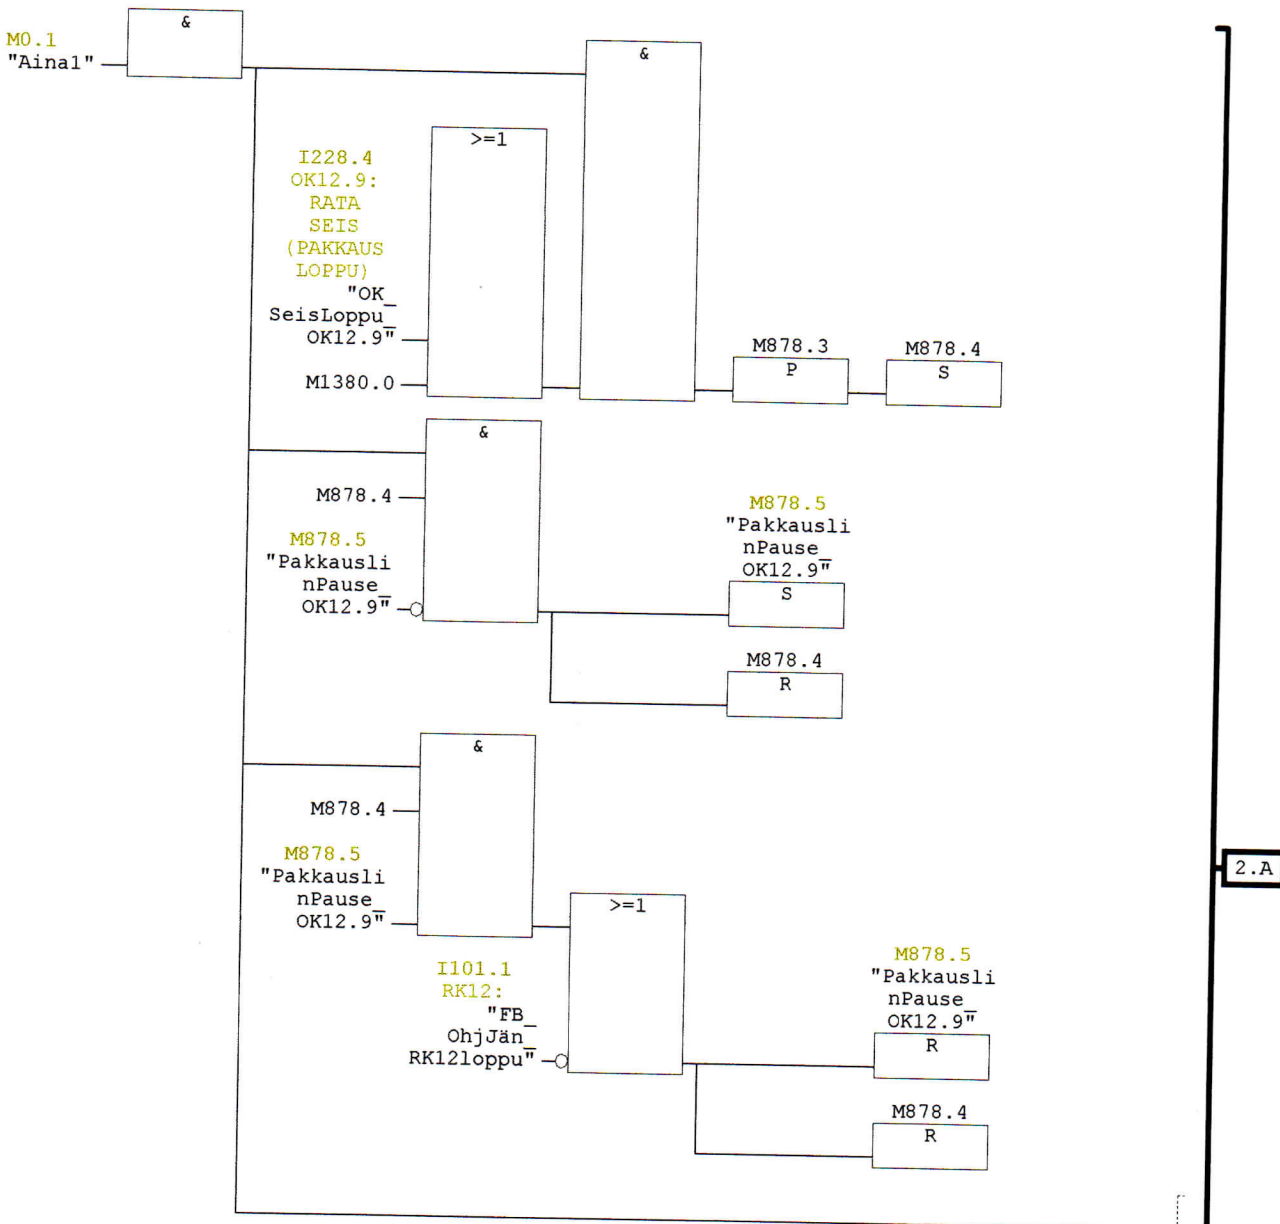 &
M0.1
"Aina1"
&
>=1
I228.4
OK12.9:
RATA
SEIS
(PAKKAUS
LOPPU)
"OK_
SeisLoppu_
OK12.9"
M1380.0
M878.3
P
M878.4
S
&
M878.4
M878.5
"Pakkausli
nPause_
OK12.9"
M878.5
"Pakkausli
nPause_
OK12.9"
S
M878.4
R
&
M878.4
M878.5
"Pakkausli
nPause_
OK12.9"
>=1
I101.1
RK12:
"FB_
OhjJän_
RK12loppu"
M878.5
"Pakkausli
nPause_
OK12.9"
R
M878.4
R
2.A